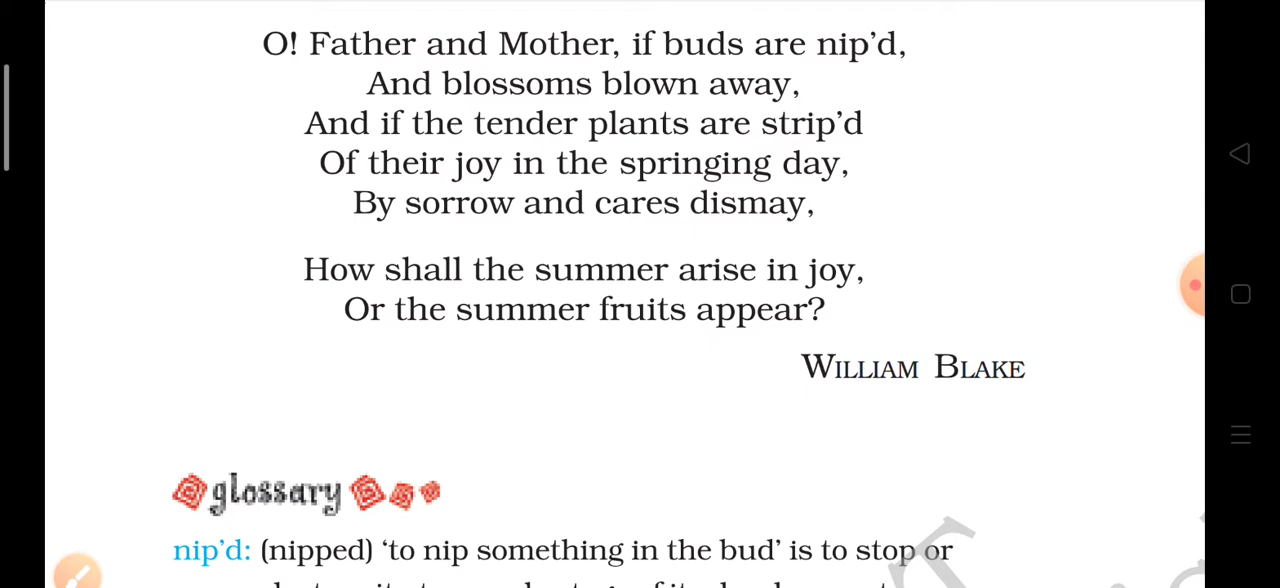 O! Father and Mother, if buds are nip'd,
And blossoms blown away,
And if the tender plants are strip'd
Of their joy in the springing day,
By sorrow and cares dismay,
How shall the summer arise in joy,
Or the summer fruits appear?
WILLIAM BLAKE
glossary
nip'd: (nipped) 'to nip something in the bud' is to stop or